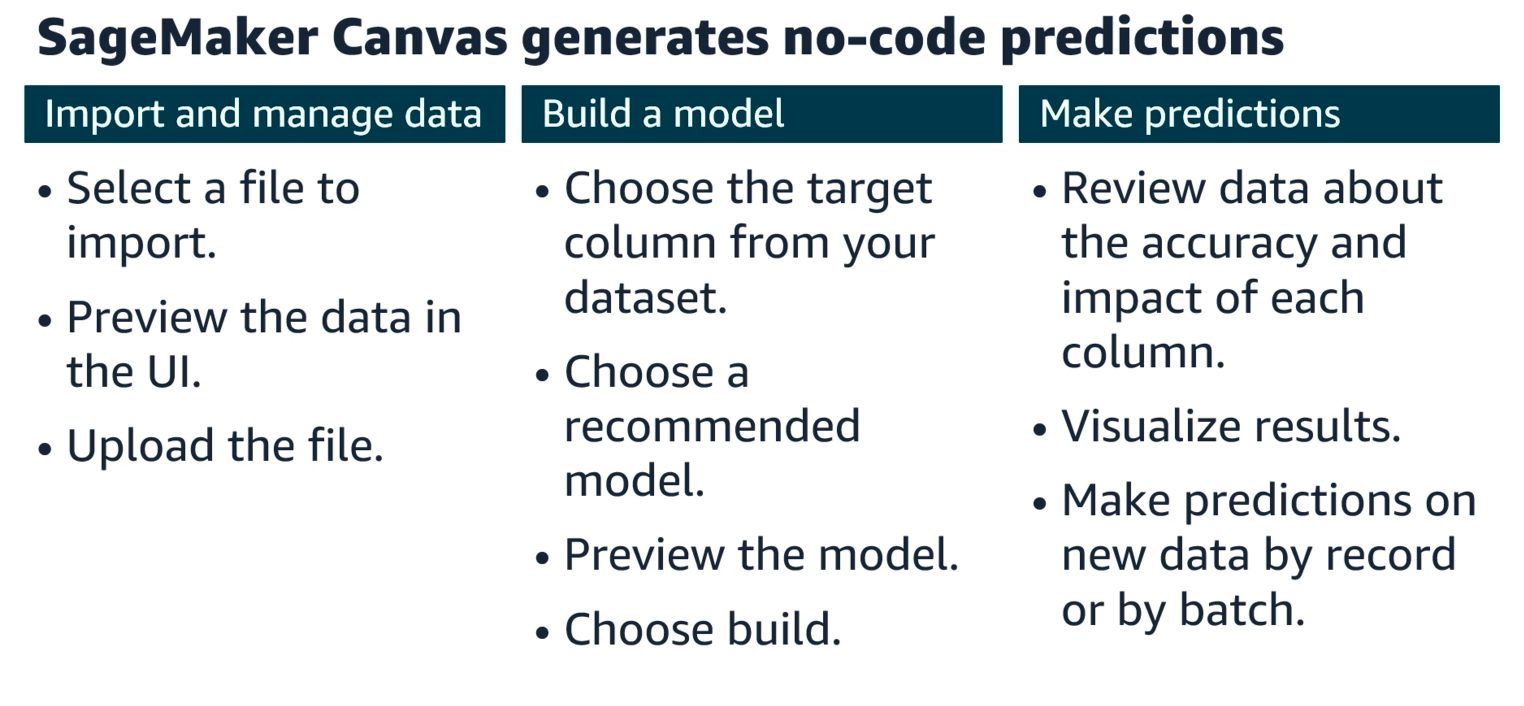 SageMaker Canvas generates no-code predictions
Import and manage data
• Select a file to
import.
• Preview the data in
the UI.
• Upload the file.
Build a model
• Choose the target
column from your
dataset.
• Choose a
recommended
model.
• Preview the model.
• Choose build.
Make predictions
• Review data about
the accuracy and
impact of each
column.
• Visualize results.
• Make predictions on
new data by record
or by batch.